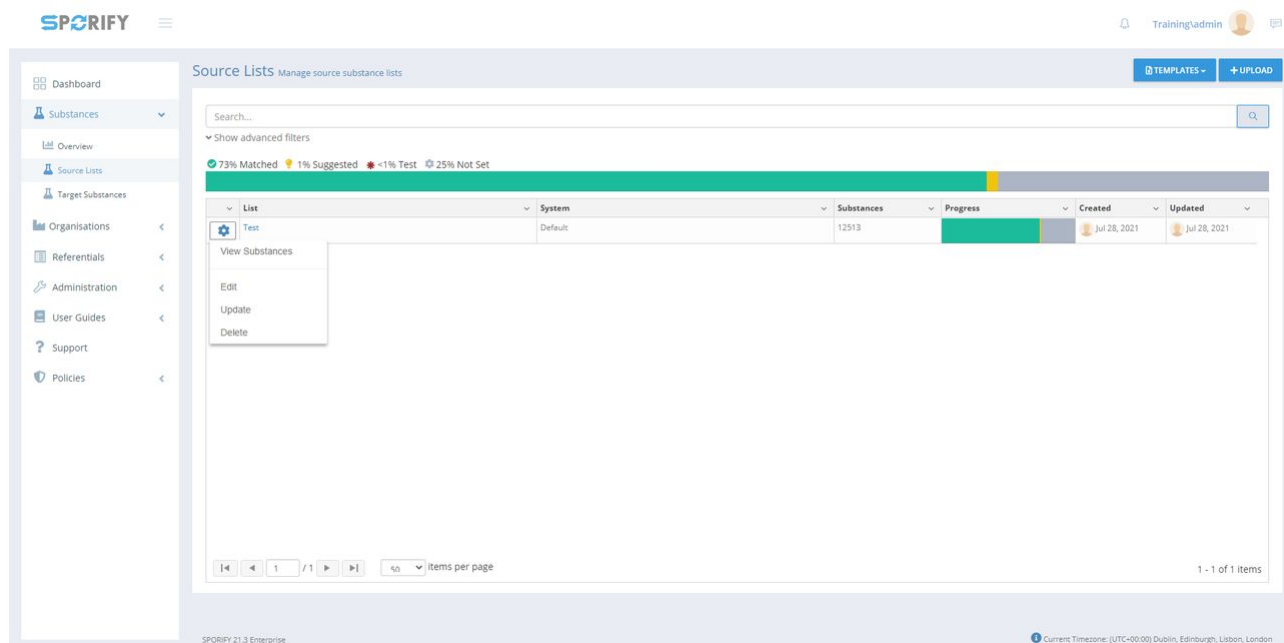 SPORIFY
Training\admin
Dashboard
Substances
Overview
Source Lists
Target Substances
Organisations
Referentials
Administration
User Guides
Support
Policies
Source Lists Manage source substance lists
TEMPLATES
+ UPLOAD
Search...
Show advanced filters
73% Matched 1% Suggested <1% Test 25% Not Set
List System Substances Progress Created Updated
Test Default 12513 Jul 28, 2021 Jul 28, 2021
View Substances
Edit
Update
Delete
1 / 1 50 items per page
1 - 1 of 1 items
SPORIFY 21.3 Enterprise
Current Timezone: (UTC+00:00) Dublin, Edinburgh, Lisbon, London